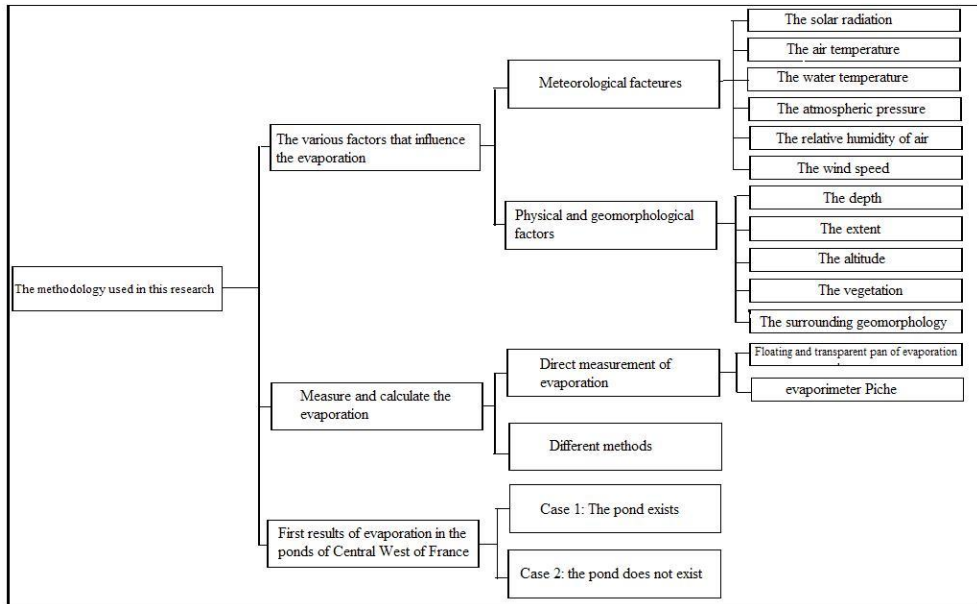 The solar radiation
The air temperature
Meteorological facteures
The water temperature
The atmospheric pressure
The various factors that influence
the evaporation
The relative humidity of air
The wind speed
The depth
Physical and geomorphological
factors
The extent
The altitude
The methodology used in this research
The vegetation
The surrounding geomorphology
Direct measurement of
evaporation
Floating and transparent pan of evaporation
evaporimeter Piche
Measure and calculate the
evaporation
Different methods
Case 1: The pond exists
First results of evaporation in the
ponds of Central West of France
Case 2: the pond does not exist